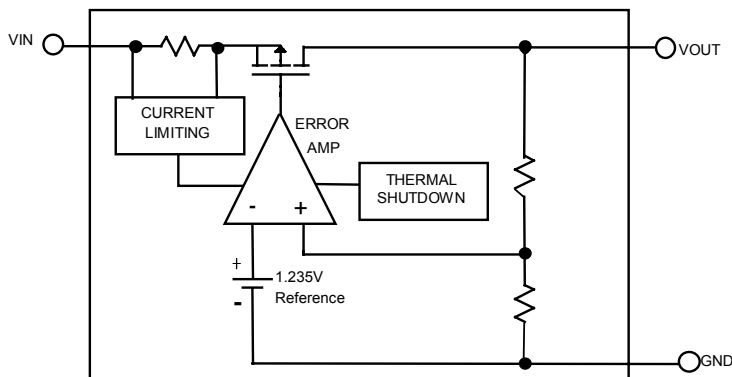 VIN
VOUT
CURRENT
LIMITING
ERROR
AMP
THERMAL
SHUTDOWN
- +
+
1.235V
-
Reference
GND